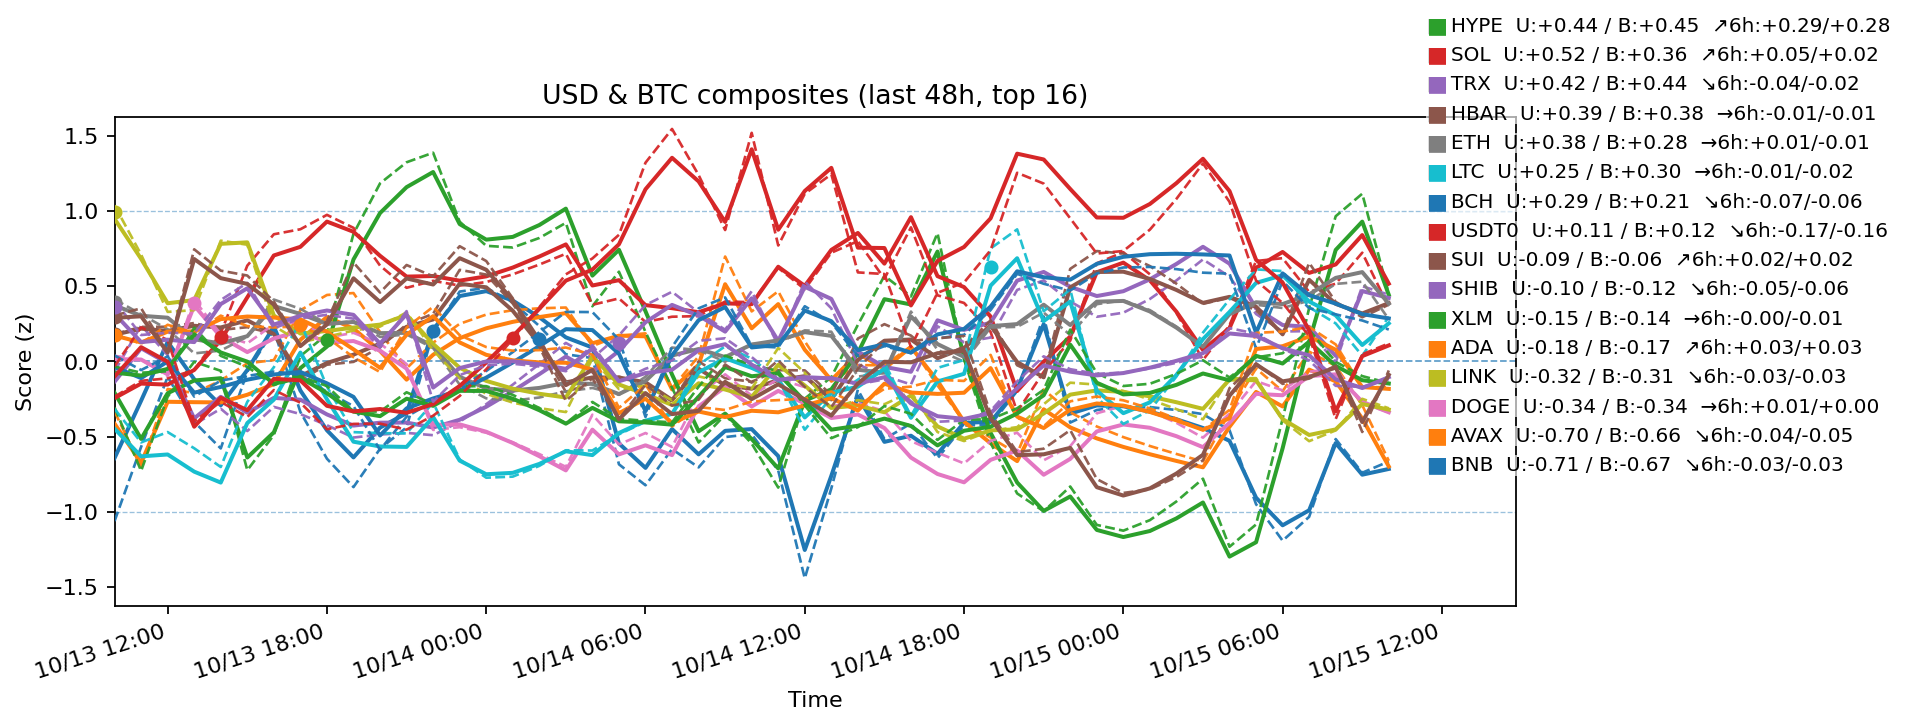 HYPE  U:+0.44 / B:+0.45  ↗6h:+0.29/+0.28
SOL  U:+0.52 / B:+0.36  ↗6h:+0.05/+0.02
TRX  U:+0.42 / B:+0.44  ↘6h:-0.04/-0.02
HBAR  U:+0.39 / B:+0.38  →6h:-0.01/-0.01
ETH  U:+0.38 / B:+0.28  →6h:+0.01/-0.01
LTC  U:+0.25 / B:+0.30  →6h:-0.01/-0.02
BCH  U:+0.29 / B:+0.21  ↘6h:-0.07/-0.06
USDT0  U:+0.11 / B:+0.12  ↘6h:-0.17/-0.16
SUI  U:-0.09 / B:-0.06  ↗6h:+0.02/+0.02
SHIB  U:-0.10 / B:-0.12  ↘6h:-0.05/-0.06
XLM  U:-0.15 / B:-0.14  →6h:-0.00/-0.01
ADA  U:-0.18 / B:-0.17  ↗6h:+0.03/+0.03
LINK  U:-0.32 / B:-0.31  ↘6h:-0.03/-0.03
DOGE  U:-0.34 / B:-0.34  →6h:+0.01/+0.00
AVAX  U:-0.70 / B:-0.66  ↘6h:-0.04/-0.05
BNB  U:-0.71 / B:-0.67  ↘6h:-0.03/-0.03
USD & BTC composites (last 48h, top 16)
Score (z)
1.5
1.0
0.5
0.0
−0.5
−1.0
−1.5
10/13 12:00
10/13 18:00
10/14 00:00
10/14 06:00
10/14 12:00
10/14 18:00
10/15 00:00
10/15 06:00
10/15 12:00
Time